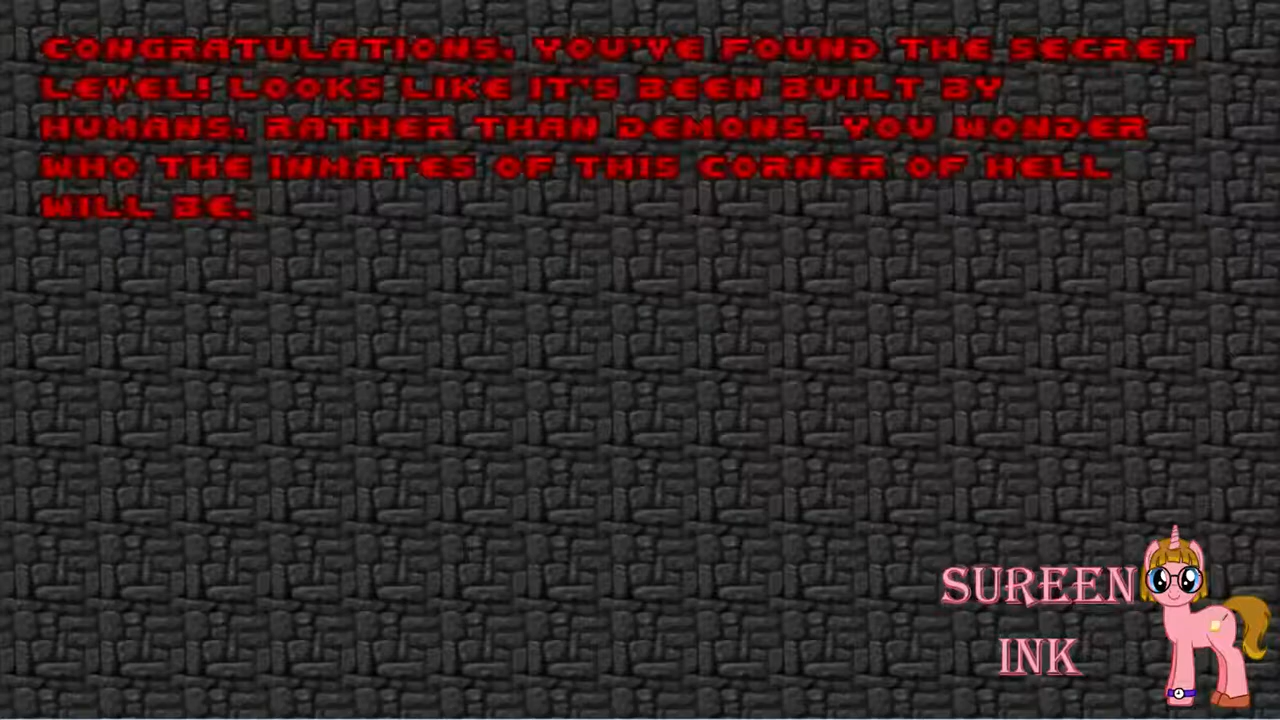 CONGRATULATIONS, YOU'VE FOUND THE SECRET
LEVEL! LOOKS LIKE IT'S BEEN BUILT BY
HUMANS, RATHER THAN DEMONS. YOU WONDER
WHO THE INMATES OF THIS CORNER OF HELL
WILL BE.
SUREEN
INK